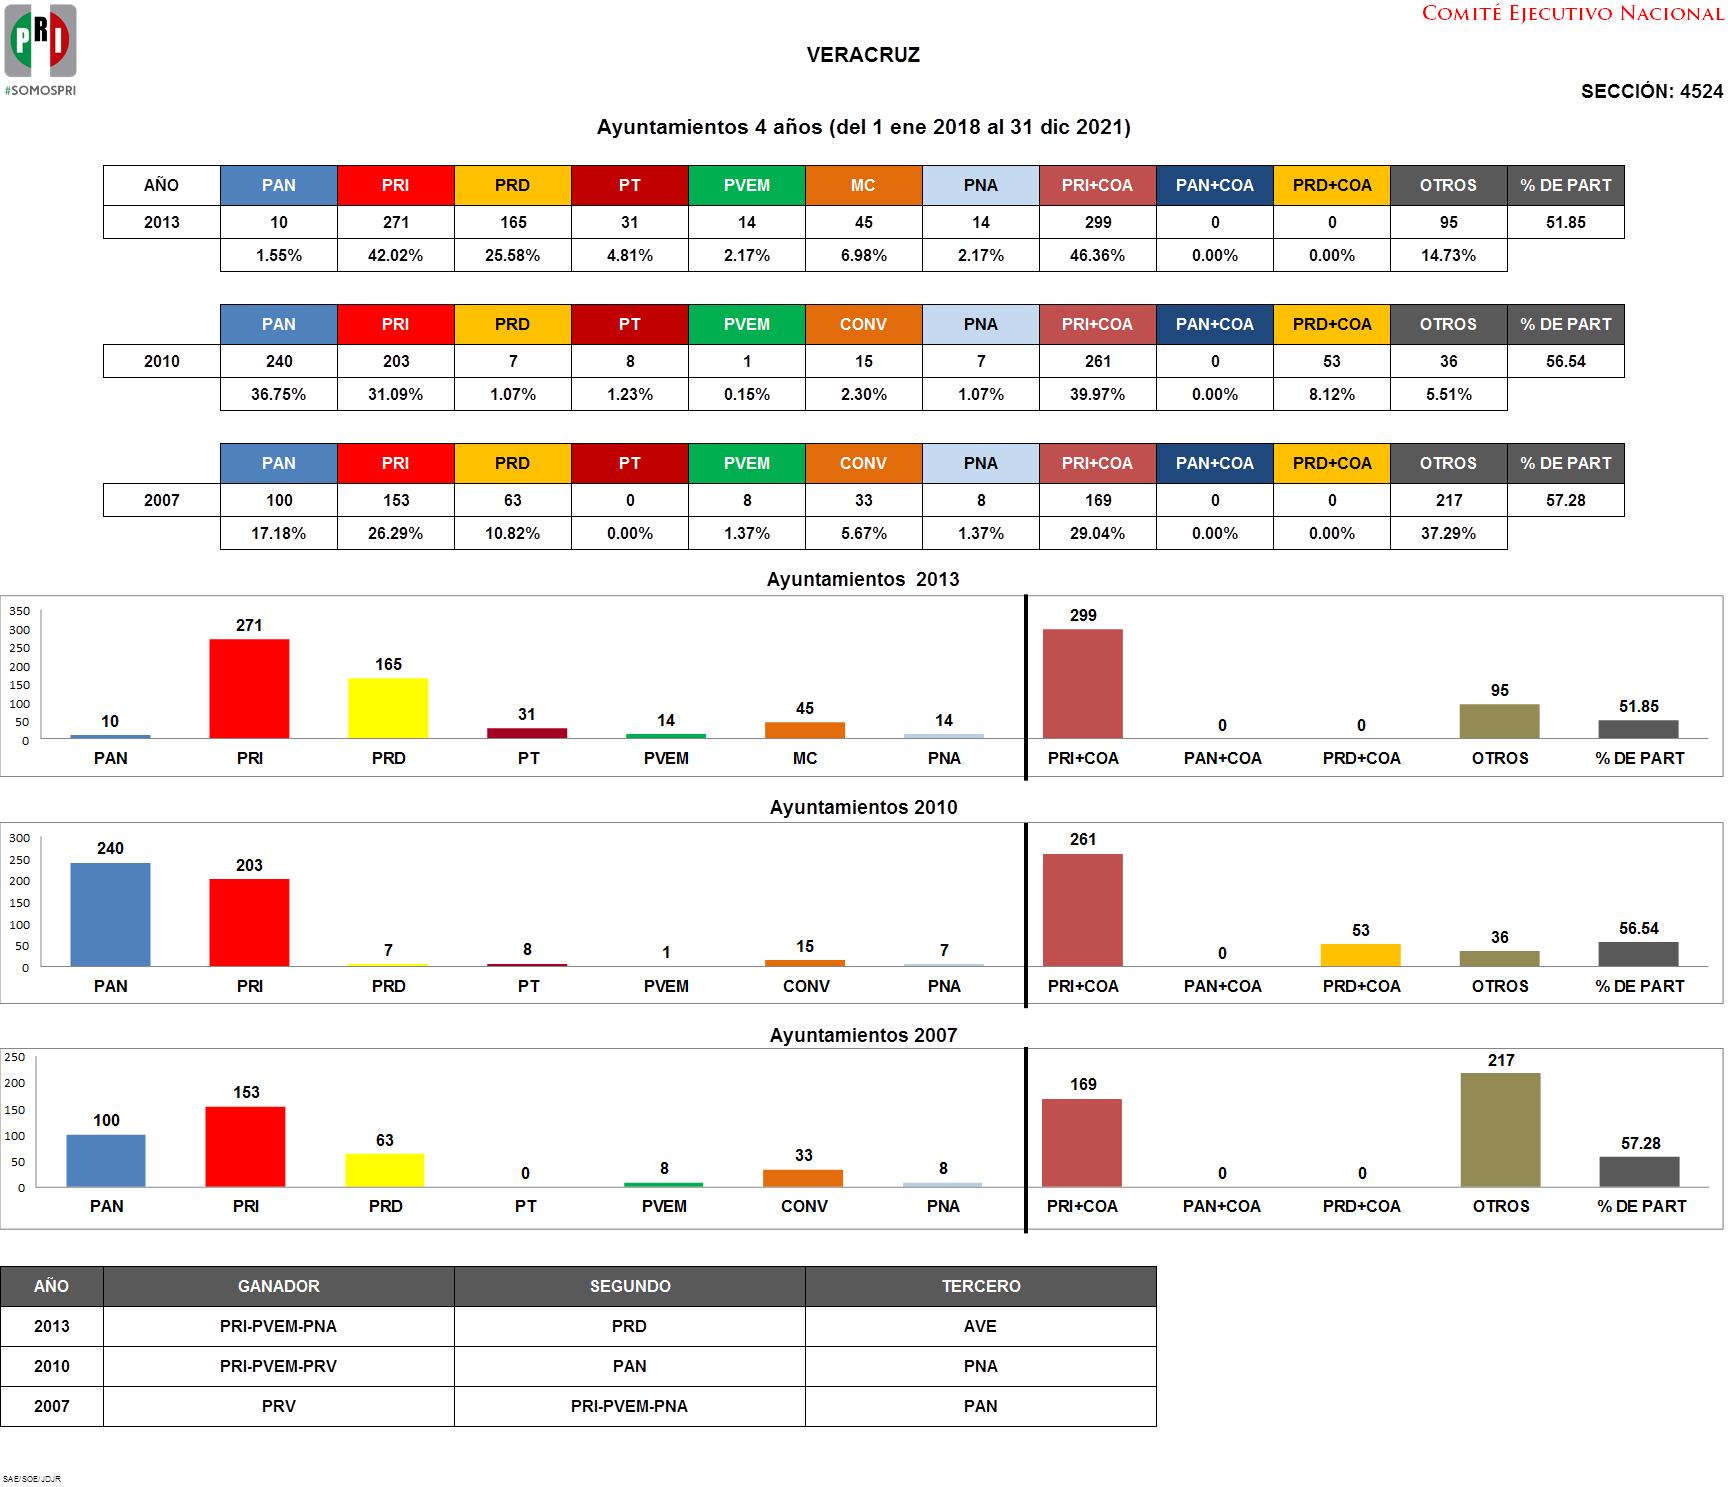 COMITÉ EJECUTIVO NACIONAL
PRI
#SOMOSPRI
VERACRUZ
SECCIÓN: 4524
Ayuntamientos 4 años (del 1 ene 2018 al 31 dic 2021)
AÑO PAN PRI PRD PT PVEM MC PNA PRI+COA PAN+COA PRD+COA OTROS % DE PART
2013 10 271 165 31 14 45 14 299 0 0 95 51.85
1.55% 42.02% 25.58% 4.81% 2.17% 6.98% 2.17% 46.36% 0.00% 0.00% 14.73%
PAN PRI PRD PT PVEM CONV PNA PRI+COA PAN+COA PRD+COA OTROS % DE PART
2010 240 203 7 8 1 15 7 261 0 53 36 56.54
36.75% 31.09% 1.07% 1.23% 0.15% 2.30% 1.07% 39.97% 0.00% 8.12% 5.51%
PAN PRI PRD PT PVEM CONV PNA PRI+COA PAN+COA PRD+COA OTROS % DE PART
2007 100 153 63 0 8 33 8 169 0 0 217 57.28
17.18% 26.29% 10.82% 0.00% 1.37% 5.67% 1.37% 29.04% 0.00% 0.00% 37.29%
Ayuntamientos 2013
350
300
250
200
150
100
50
0
10 271 165 31 14 45 14 299 0 0 95 51.85
PAN PRI PRD PT PVEM MC PNA PRI+COA PAN+COA PRD+COA OTROS % DE PART
Ayuntamientos 2010
300
250
200
150
100
50
0
240 203 7 8 1 15 7 261 0 53 36 56.54
PAN PRI PRD PT PVEM CONV PNA PRI+COA PAN+COA PRD+COA OTROS % DE PART
Ayuntamientos 2007
250
200
150
100
50
0
100 153 63 0 8 33 8 169 0 0 217 57.28
PAN PRI PRD PT PVEM CONV PNA PRI+COA PAN+COA PRD+COA OTROS % DE PART
AÑO GANADOR SEGUNDO TERCERO
2013 PRI-PVEM-PNA PRD AVE
2010 PRI-PVEM-PRV PAN PNA
2007 PRV PRI-PVEM-PNA PAN
SAE/SOE/JDJR